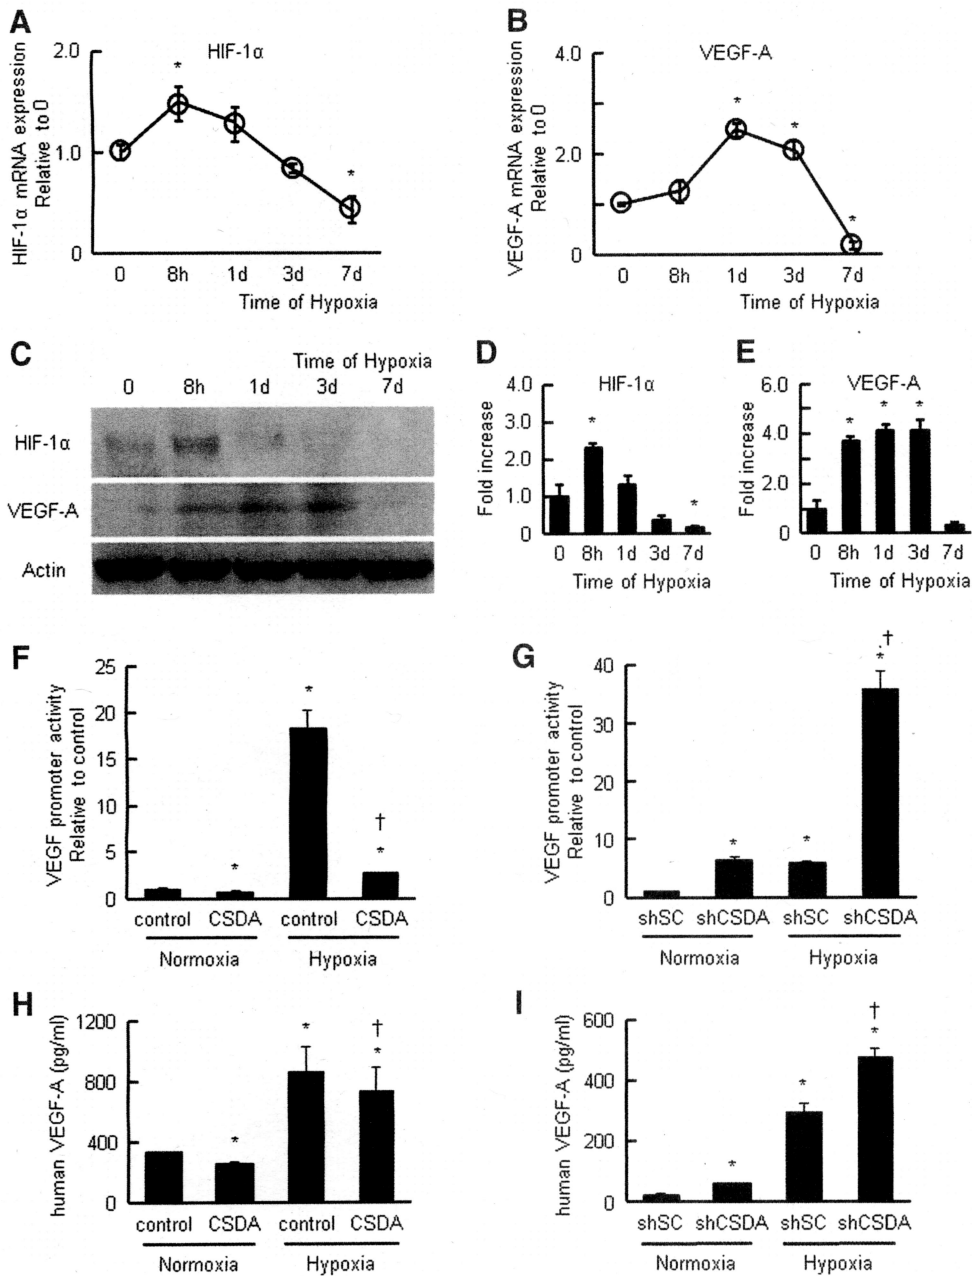 A
HIF-1α
HIF-1α mRNA expression
Relative to 0
2.0
1.0
0
*
*
0 8h 1d 3d 7d
Time of Hypoxia
B
VEGF-A
VEGF-A mRNA expression
Relative to 0
4.0
2.0
0
*
*
*
0 8h 1d 3d 7d
Time of Hypoxia
C
Time of Hypoxia
0 8h 1d 3d 7d
HIF-1α
VEGF-A
Actin
D
HIF-1α
Fold increase
4.0
3.0
2.0
1.0
0
*
*
0 8h 1d 3d 7d
Time of Hypoxia
E
VEGF-A
Fold increase
6.0
4.0
2.0
0
* * *
0 8h 1d 3d 7d
Time of Hypoxia
F
VEGF promoter activity
Relative to control
25
20
15
10
5
0
*
*
†
*
control CSDA control CSDA
Normoxia Hypoxia
G
VEGF promoter activity
Relative to control
40
30
20
10
0
*
*
†
*
shSC shCSDA shSC shCSDA
Normoxia Hypoxia
H
human VEGF-A (pg/ml)
1200
800
400
0
*
*
†
*
control CSDA control CSDA
Normoxia Hypoxia
I
human VEGF-A (pg/ml)
600
400
200
0
*
*
†
*
shSC shCSDA shSC shCSDA
Normoxia Hypoxia